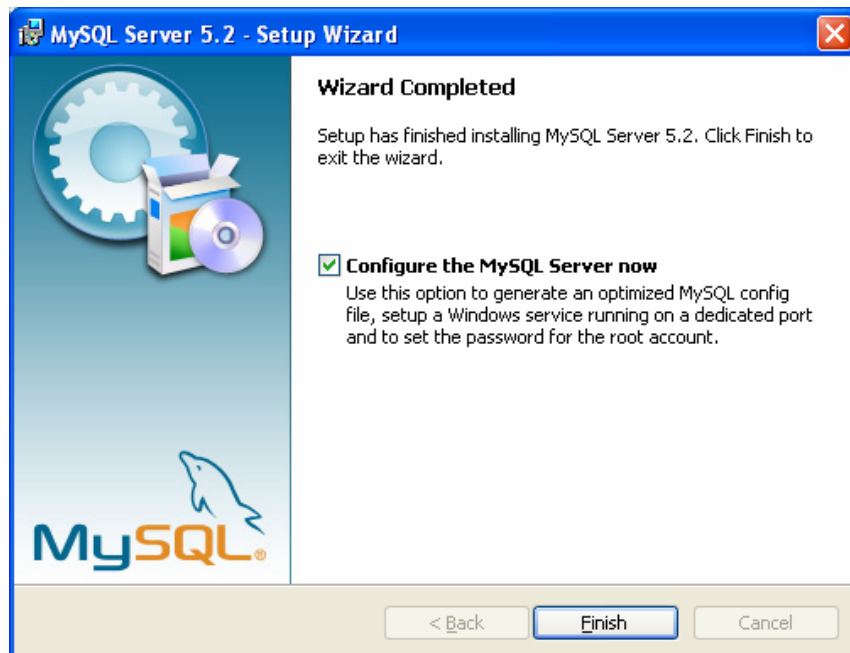 MySQL Server 5.2 - Setup Wizard
Wizard Completed
Setup has finished installing MySQL Server 5.2. Click Finish to
exit the wizard.
Configure the MySQL Server now
Use this option to generate an optimized MySQL config
file, setup a Windows service running on a dedicated port
and to set the password for the root account.
MySQL®
< Back
Finish
Cancel